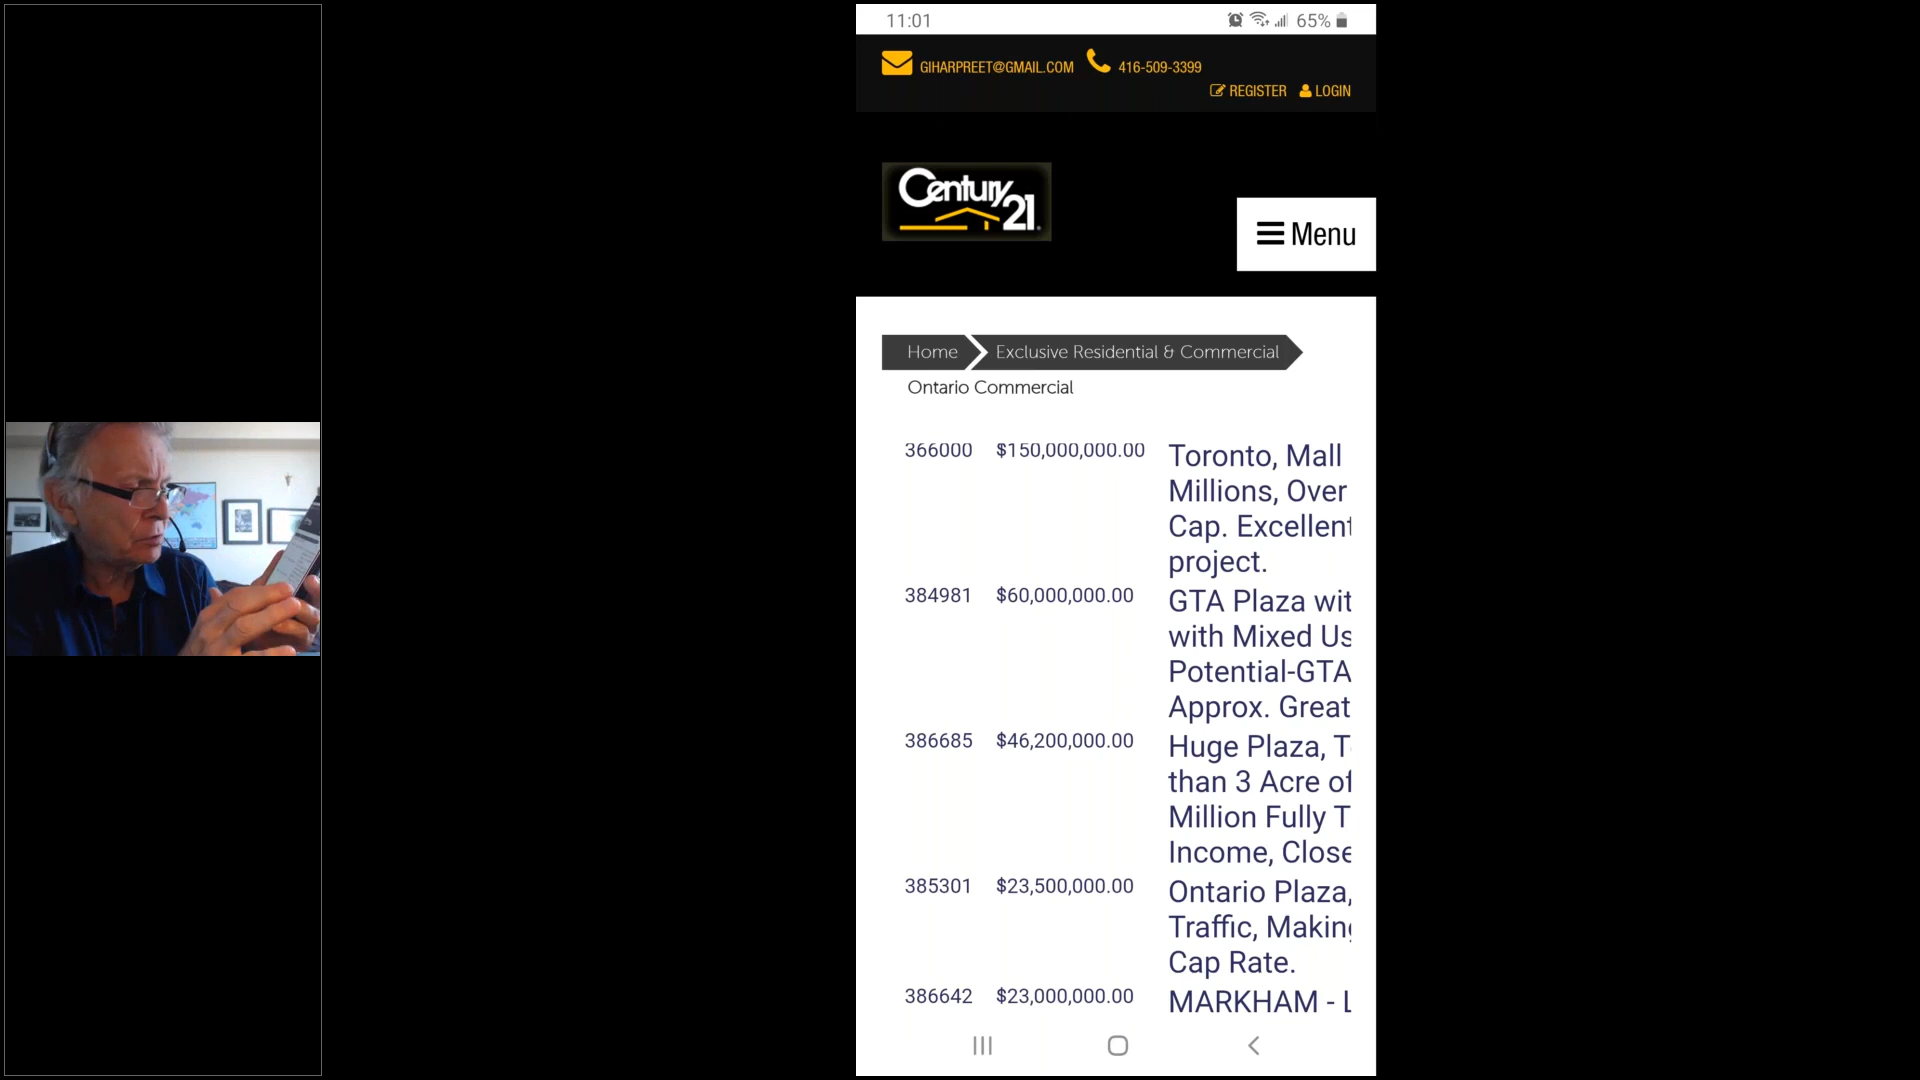 11:01
65%
GIHARPREET@GMAIL.COM 416-509-3399
REGISTER LOGIN
Century 21
Menu
Home Exclusive Residential & Commercial
Ontario Commercial
366000 $150,000,000.00 Toronto, Mall
Millions, Over
Cap. Excellent
project.
384981 $60,000,000.00 GTA Plaza wit
with Mixed Us
Potential-GTA
Approx. Great
386685 $46,200,000.00 Huge Plaza, T
than 3 Acre of
Million Fully T
Income, Close
385301 $23,500,000.00 Ontario Plaza,
Traffic, Making
Cap Rate.
386642 $23,000,000.00 MARKHAM - L